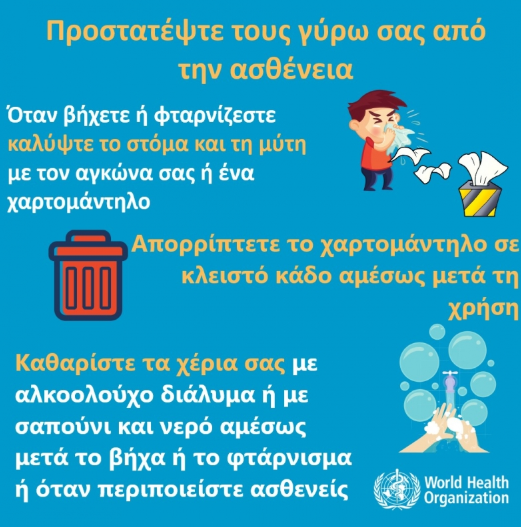 Προστατέψτε τους γύρω σας από
την ασθένεια
Όταν βήχετε ή φταρνίζεστε
καλύψτε το στόμα και τη μύτη
με τον αγκώνα σας ή ένα
χαρτομάντηλο
Απορρίπτετε το χαρτομάντηλο σε
κλειστό κάδο αμέσως μετά τη
χρήση
Καθαρίστε τα χέρια σας με
αλκοολούχο διάλυμα ή με
σαπούνι και νερό αμέσως
μετά το βήχα ή το φτάρνισμα
ή όταν περιποιείστε ασθενείς
World Health
Organization